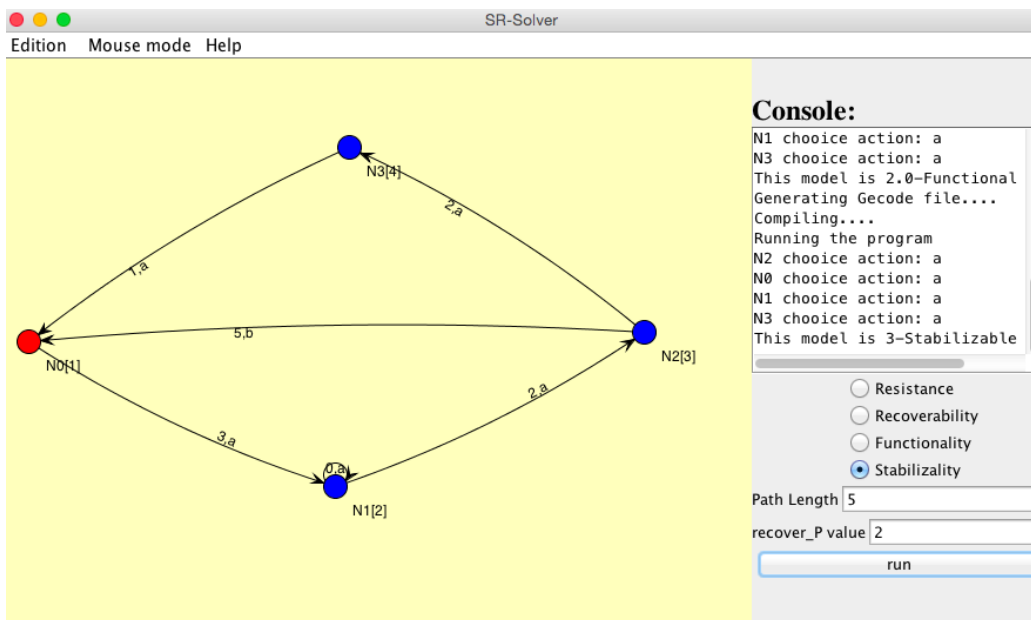 SR-Solver
Edition Mouse mode Help
Console:
N1 chooice action: a
N3 chooice action: a
This model is 2.0-Functional
Generating Gecode file....
Compiling....
Running the program
N2 chooice action: a
N0 chooice action: a
N1 chooice action: a
N3 chooice action: a
This model is 3-Stabilizable
N3[4]
2,a
1,a
5,b
N0[1]
N2[3]
3,a
2,a
0,a
N1[2]
Resistance
Recoverability
Functionality
Stabilizality
Path Length 5
recover_P value 2
run